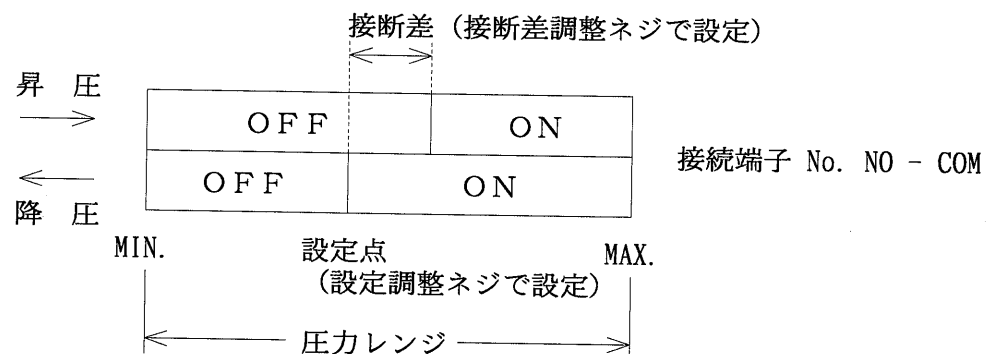 接断差 (接断差調整ネジで設定)
昇 圧
OFF ON
接続端子 No. NO - COM
OFF ON
降 圧
MIN. 設定点 MAX.
(設定調整ネジで設定)
圧力レンジ